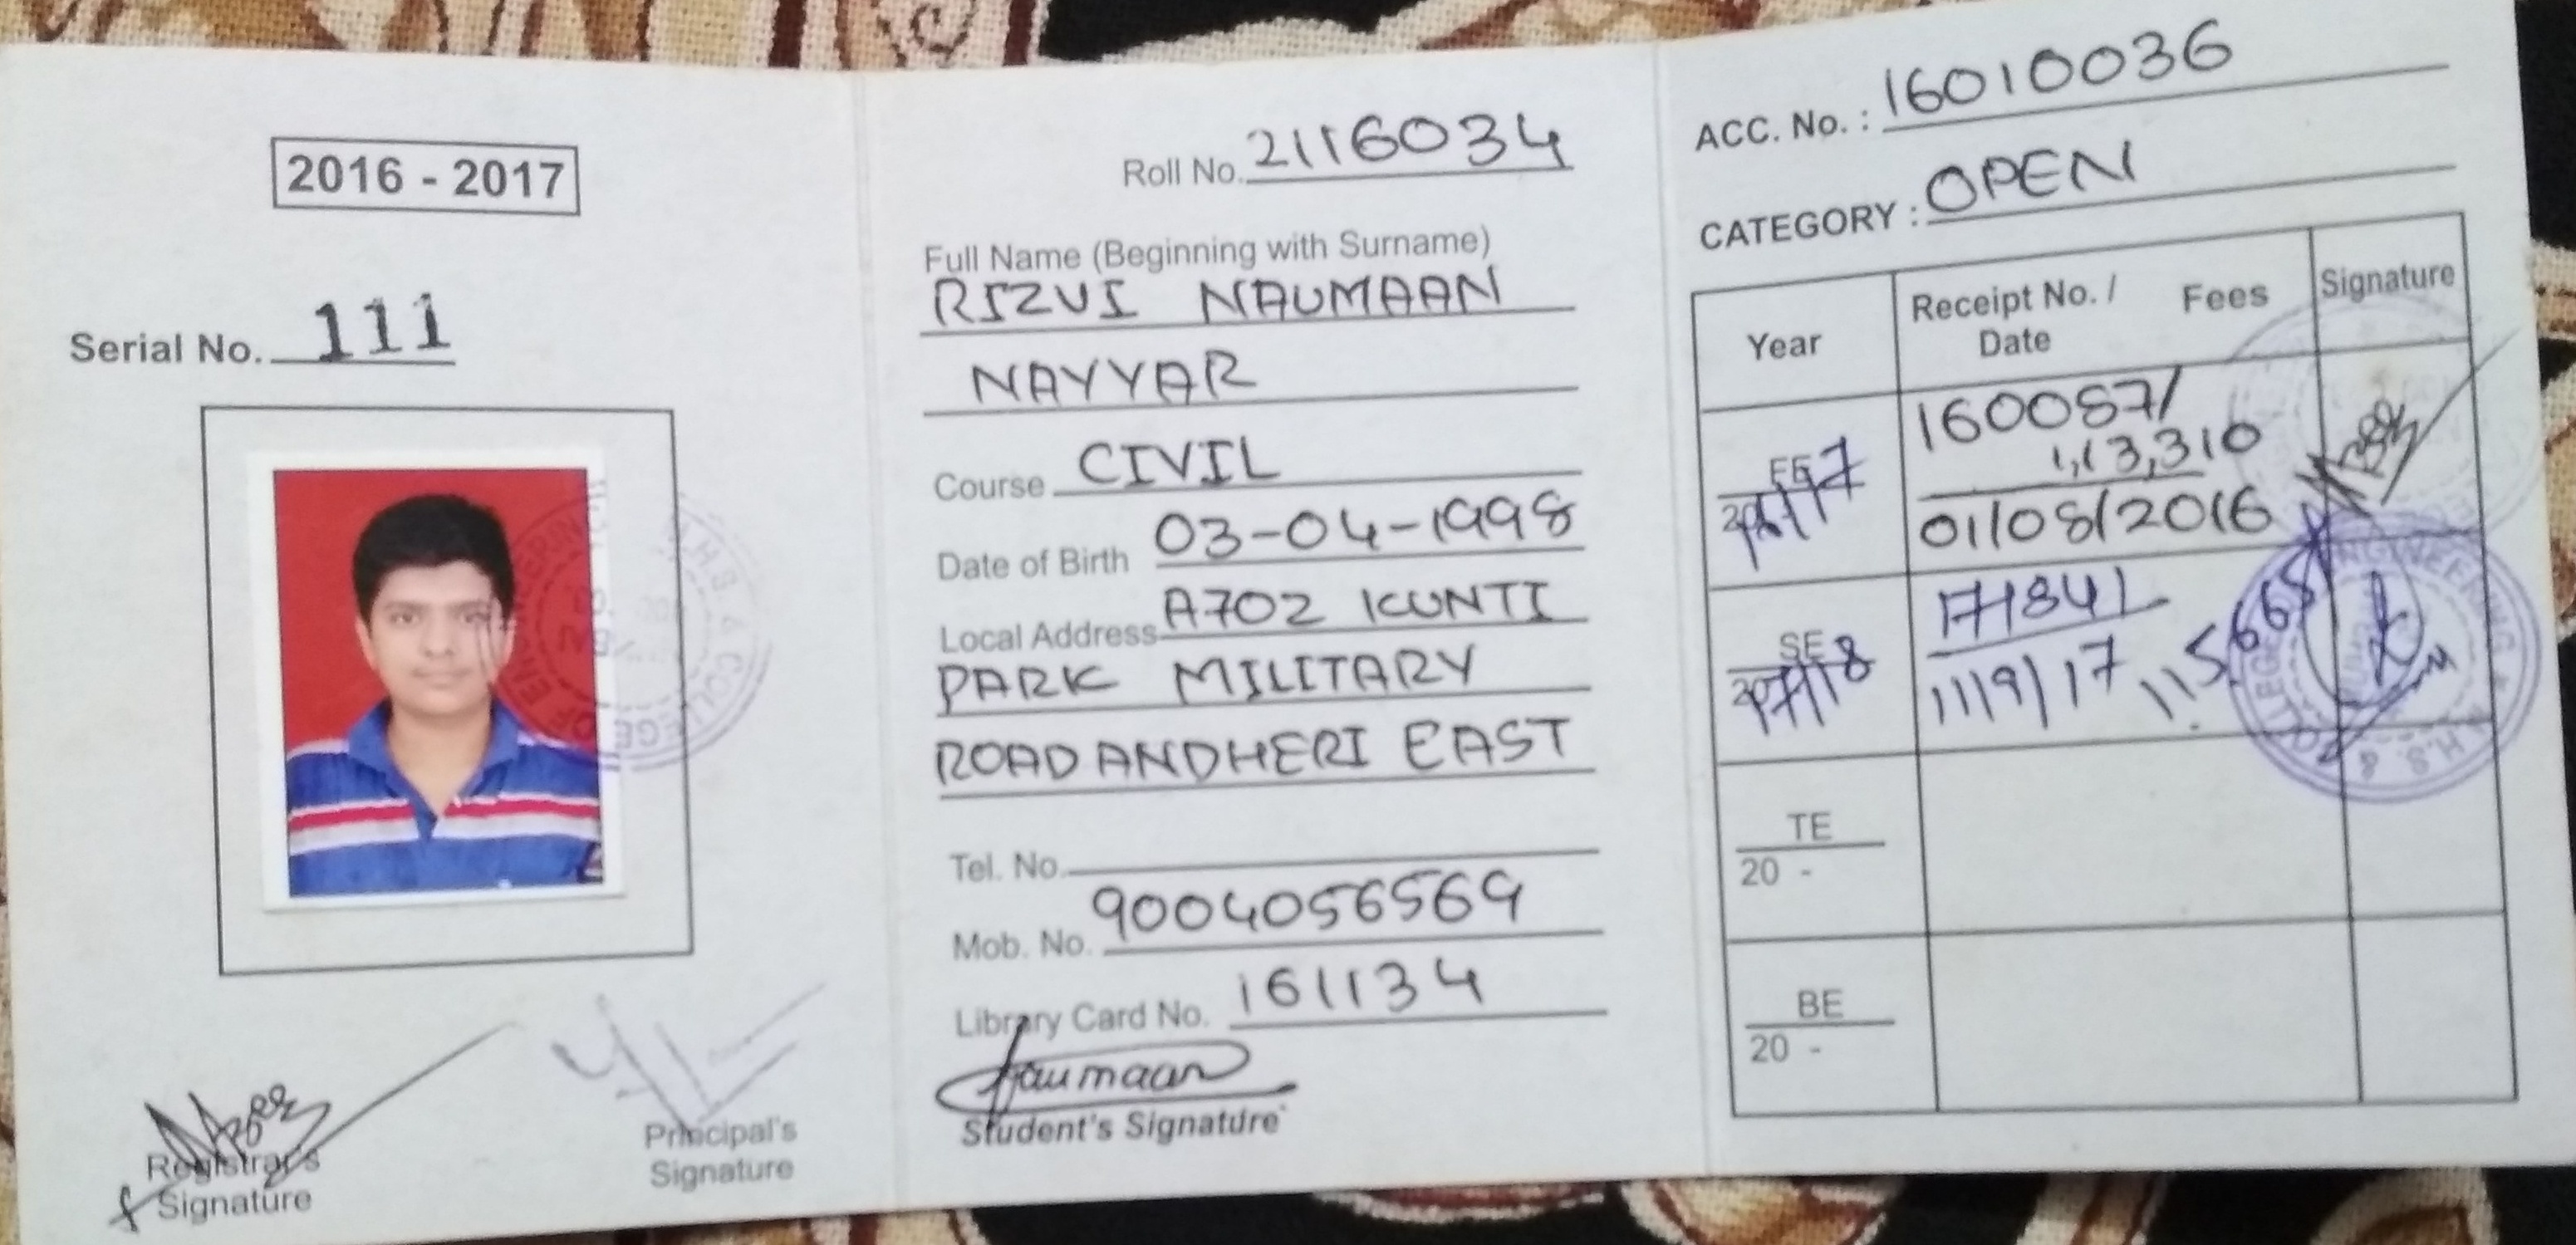 2016 - 2017
Serial No. 111
Registrar's
Signature
Principal's
Signature
Roll No. 2116034
Full Name (Beginning with Surname)
RIZVI NAUMAAN
NAYYAR
Course CIVIL
Date of Birth 03-04-1998
Local Address A702 KUNTI
PARK MILITARY
ROAD ANDHERI EAST
Tel. No.
Mob. No. 9004056569
Library Card No. 161134
Naumaan
Student's Signature
ACC. No. : 16010036
CATEGORY : OPEN
Year Receipt No. / Date Fees Signature
FE 160087/
1,13,310
01/08/2016
SE 171841
11/9/17
TE
20 -
BE
20 -